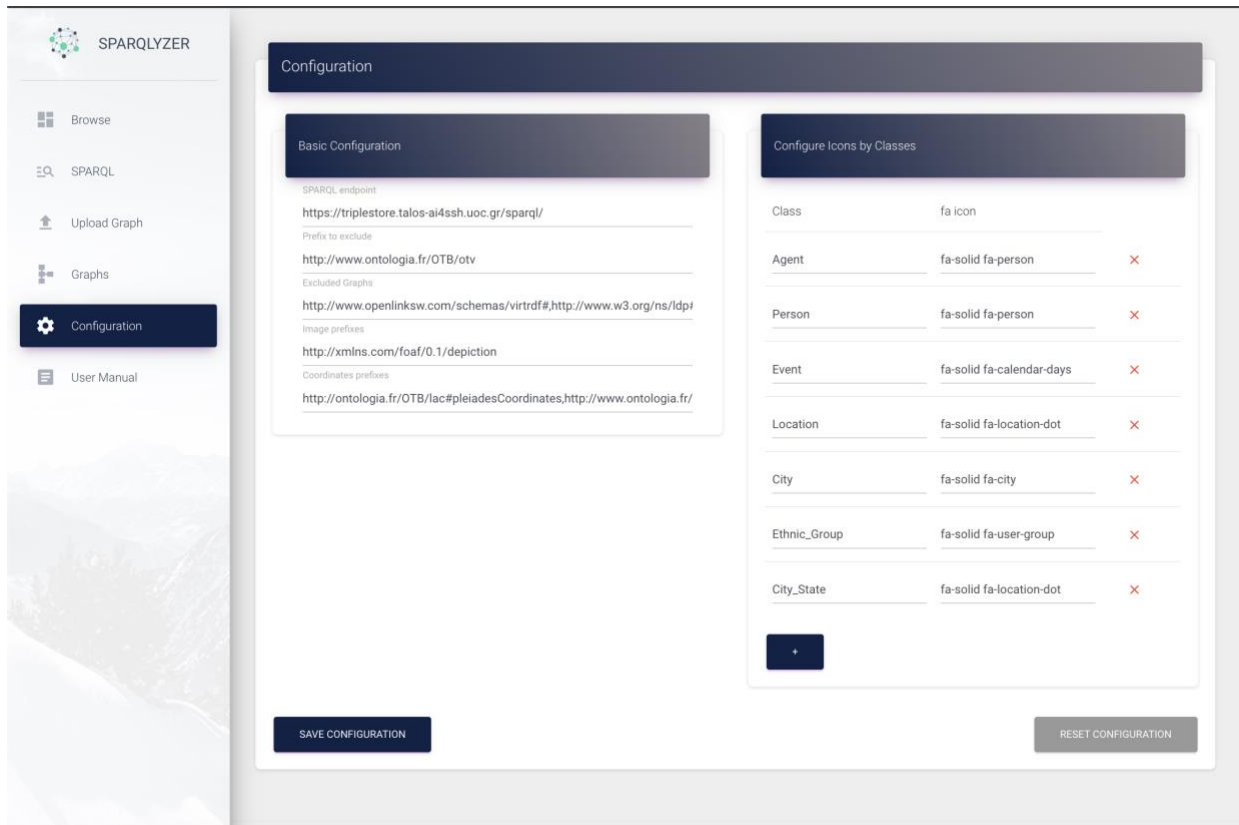 SPARQLYZER
Browse
SPARQL
Upload Graph
Graphs
Configuration
User Manual
Configuration
Basic Configuration
SPARQL endpoint
https://triplestore.talos-ai4ssh.uoc.gr/sparql/
Prefix to exclude
http://www.ontologia.fr/OTB/otv
Excluded Graphs
http://www.openlinksw.com/schemas/virtrdf#,http://www.w3.org/ns/ldp#
Image prefixes
http://xmlns.com/foaf/0.1/depiction
Coordinates prefixes
http://ontologia.fr/OTB/lac#pleiadesCoordinates,http://www.ontologia.fr/
Configure Icons by Classes
Class fa icon
Agent fa-solid fa-person
Person fa-solid fa-person
Event fa-solid fa-calendar-days
Location fa-solid fa-location-dot
City fa-solid fa-city
Ethnic_Group fa-solid fa-user-group
City_State fa-solid fa-location-dot
+
SAVE CONFIGURATION
RESET CONFIGURATION